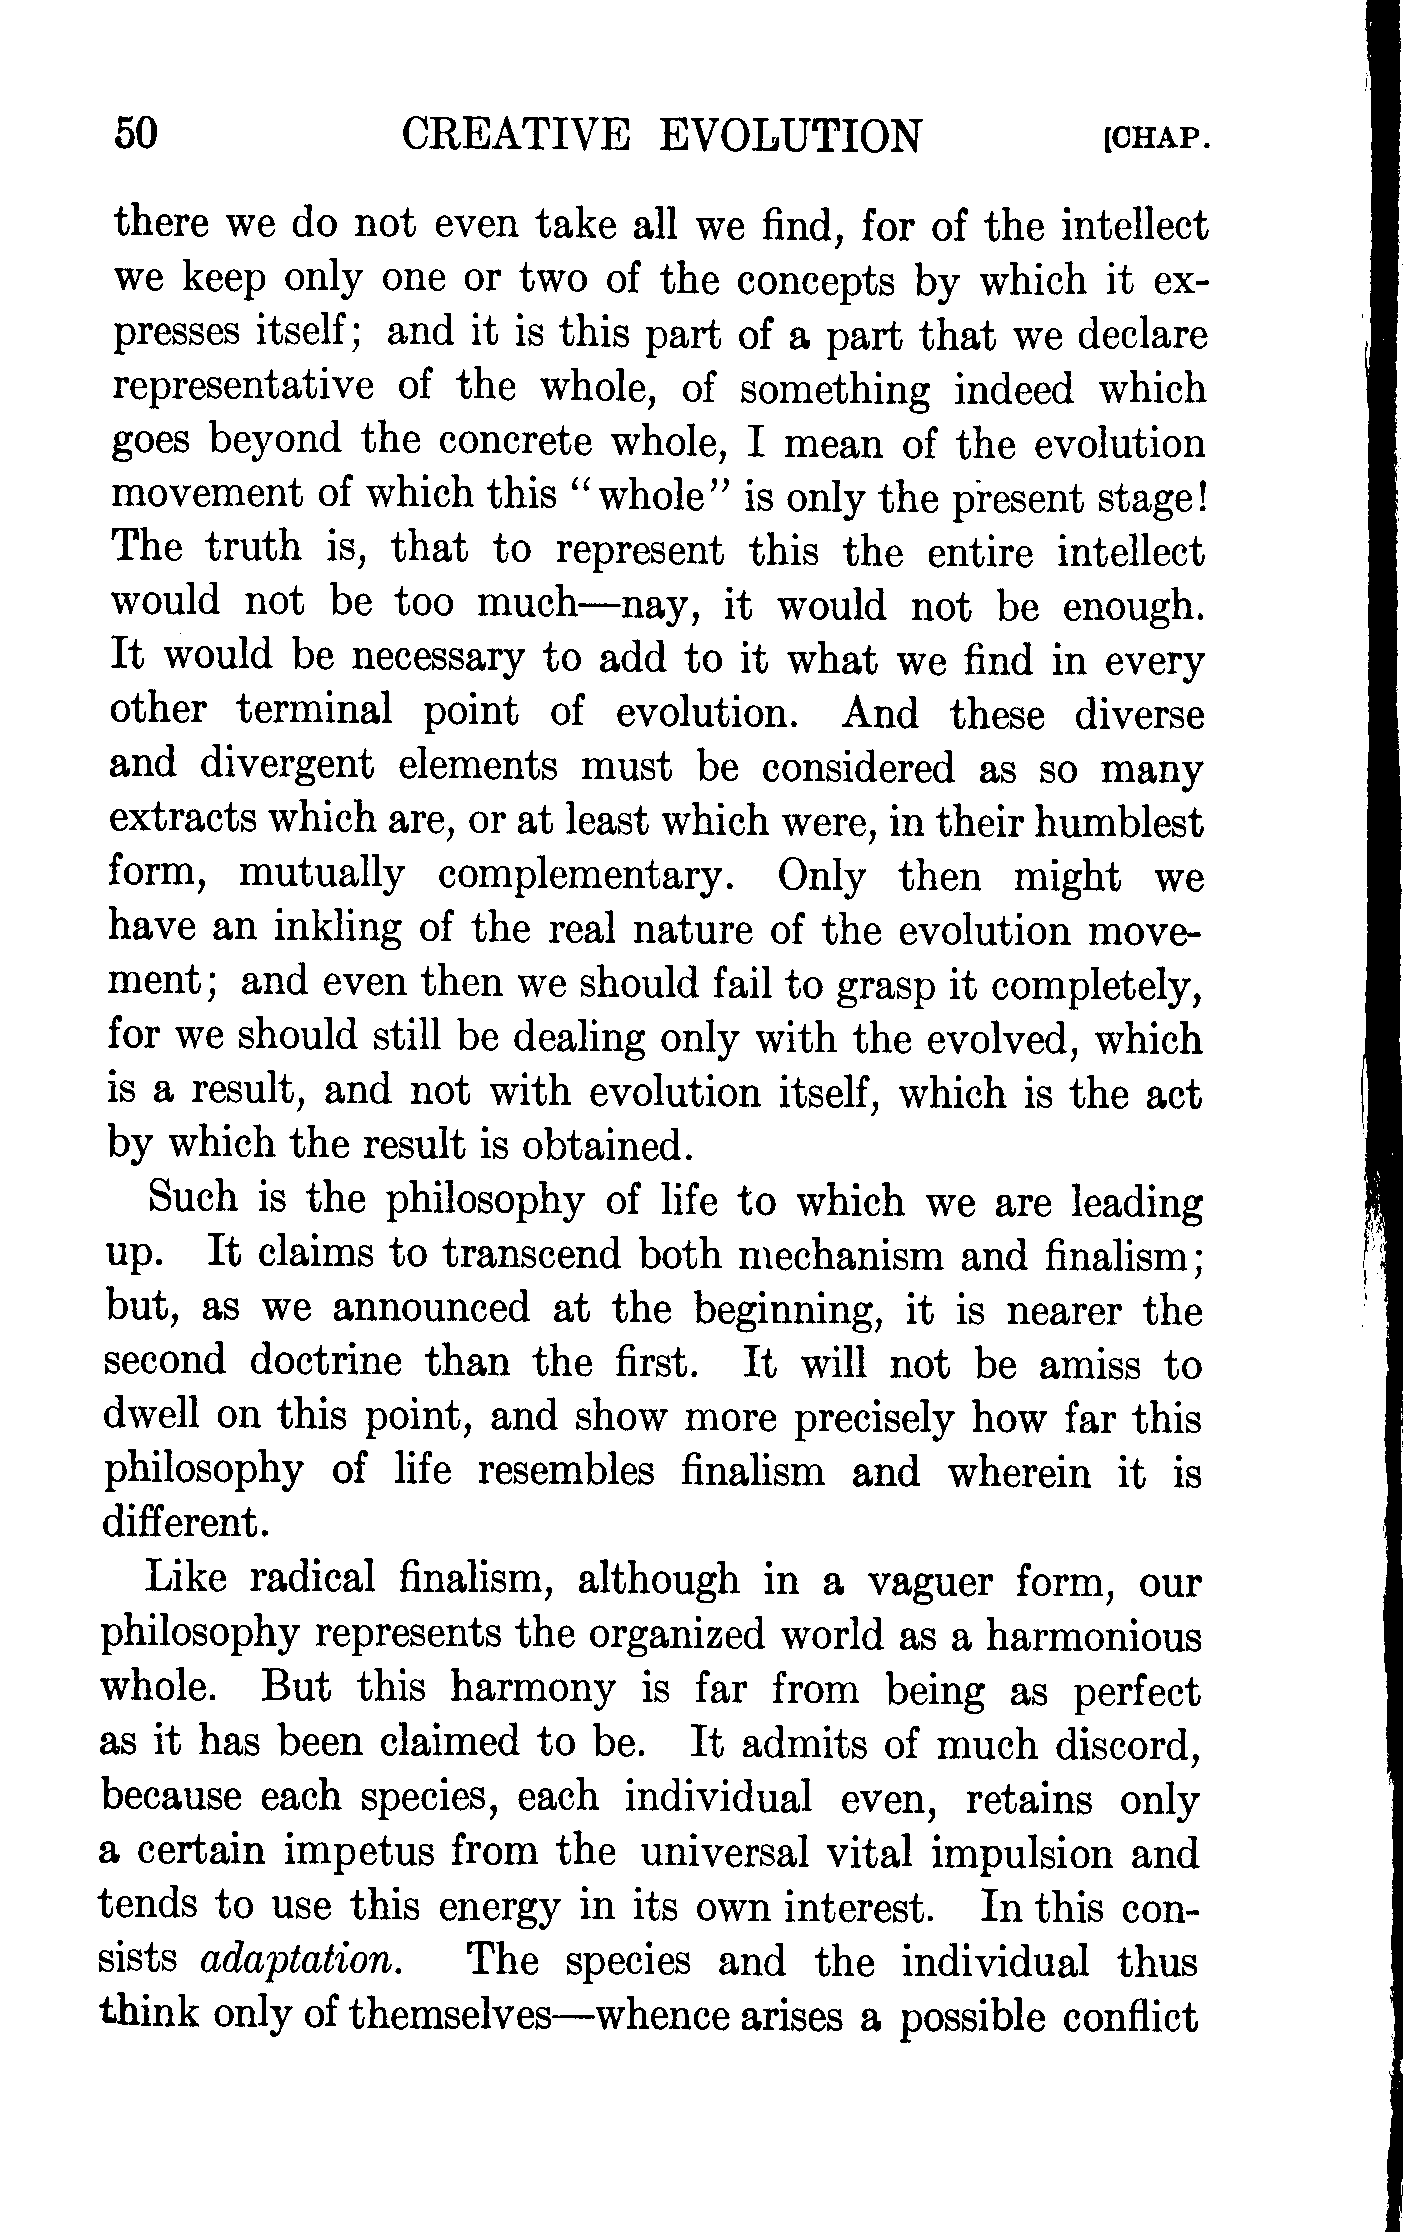 50 CREATIVE EVOLUTION [CHAP.
there we do not even take all we find, for of the intellect
we keep only one or two of the concepts by which it ex-
presses itself; and it is this part of a part that we declare
representative of the whole, of something indeed which
goes beyond the concrete whole, I mean of the evolution
movement of which this "whole" is only the present stage!
The truth is, that to represent this the entire intellect
would not be too much—nay, it would not be enough.
It would be necessary to add to it what we find in every
other terminal point of evolution. And these diverse
and divergent elements must be considered as so many
extracts which are, or at least which were, in their humblest
form, mutually complementary. Only then might we
have an inkling of the real nature of the evolution move-
ment; and even then we should fail to grasp it completely,
for we should still be dealing only with the evolved, which
is a result, and not with evolution itself, which is the act
by which the result is obtained.
Such is the philosophy of life to which we are leading
up. It claims to transcend both mechanism and finalism;
but, as we announced at the beginning, it is nearer the
second doctrine than the first. It will not be amiss to
dwell on this point, and show more precisely how far this
philosophy of life resembles finalism and wherein it is
different.
Like radical finalism, although in a vaguer form, our
philosophy represents the organized world as a harmonious
whole. But this harmony is far from being as perfect
as it has been claimed to be. It admits of much discord,
because each species, each individual even, retains only
a certain impetus from the universal vital impulsion and
tends to use this energy in its own interest. In this con-
sists adaptation. The species and the individual thus
think only of themselves—whence arises a possible conflict